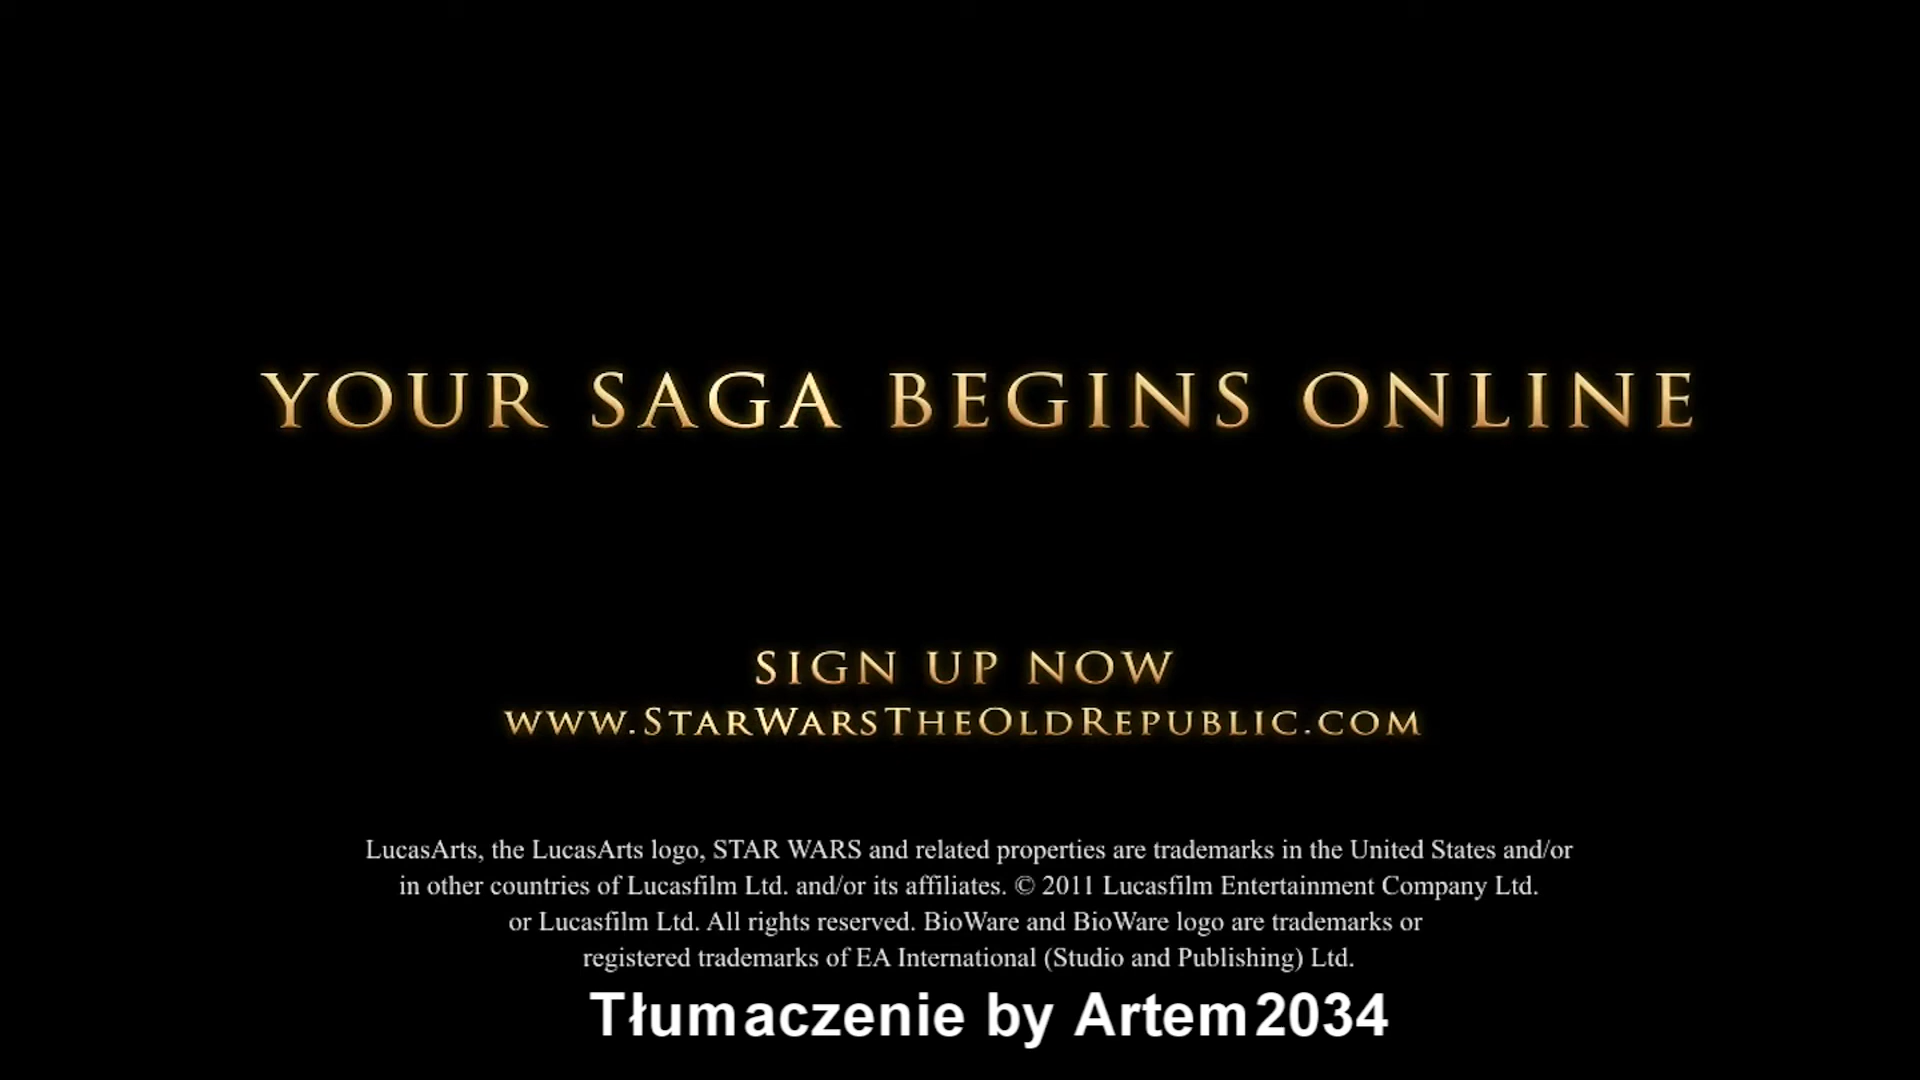 YOUR SAGA BEGINS ONLINE
SIGN UP NOW
WWW.STARWARSTHEOLDREPUBLIC.COM
LucasArts, the LucasArts logo, STAR WARS and related properties are trademarks in the United States and/or
in other countries of Lucasfilm Ltd. and/or its affiliates. © 2011 Lucasfilm Entertainment Company Ltd.
or Lucasfilm Ltd. All rights reserved. BioWare and BioWare logo are trademarks or
registered trademarks of EA International (Studio and Publishing) Ltd.
Tłumaczenie by Artem2034